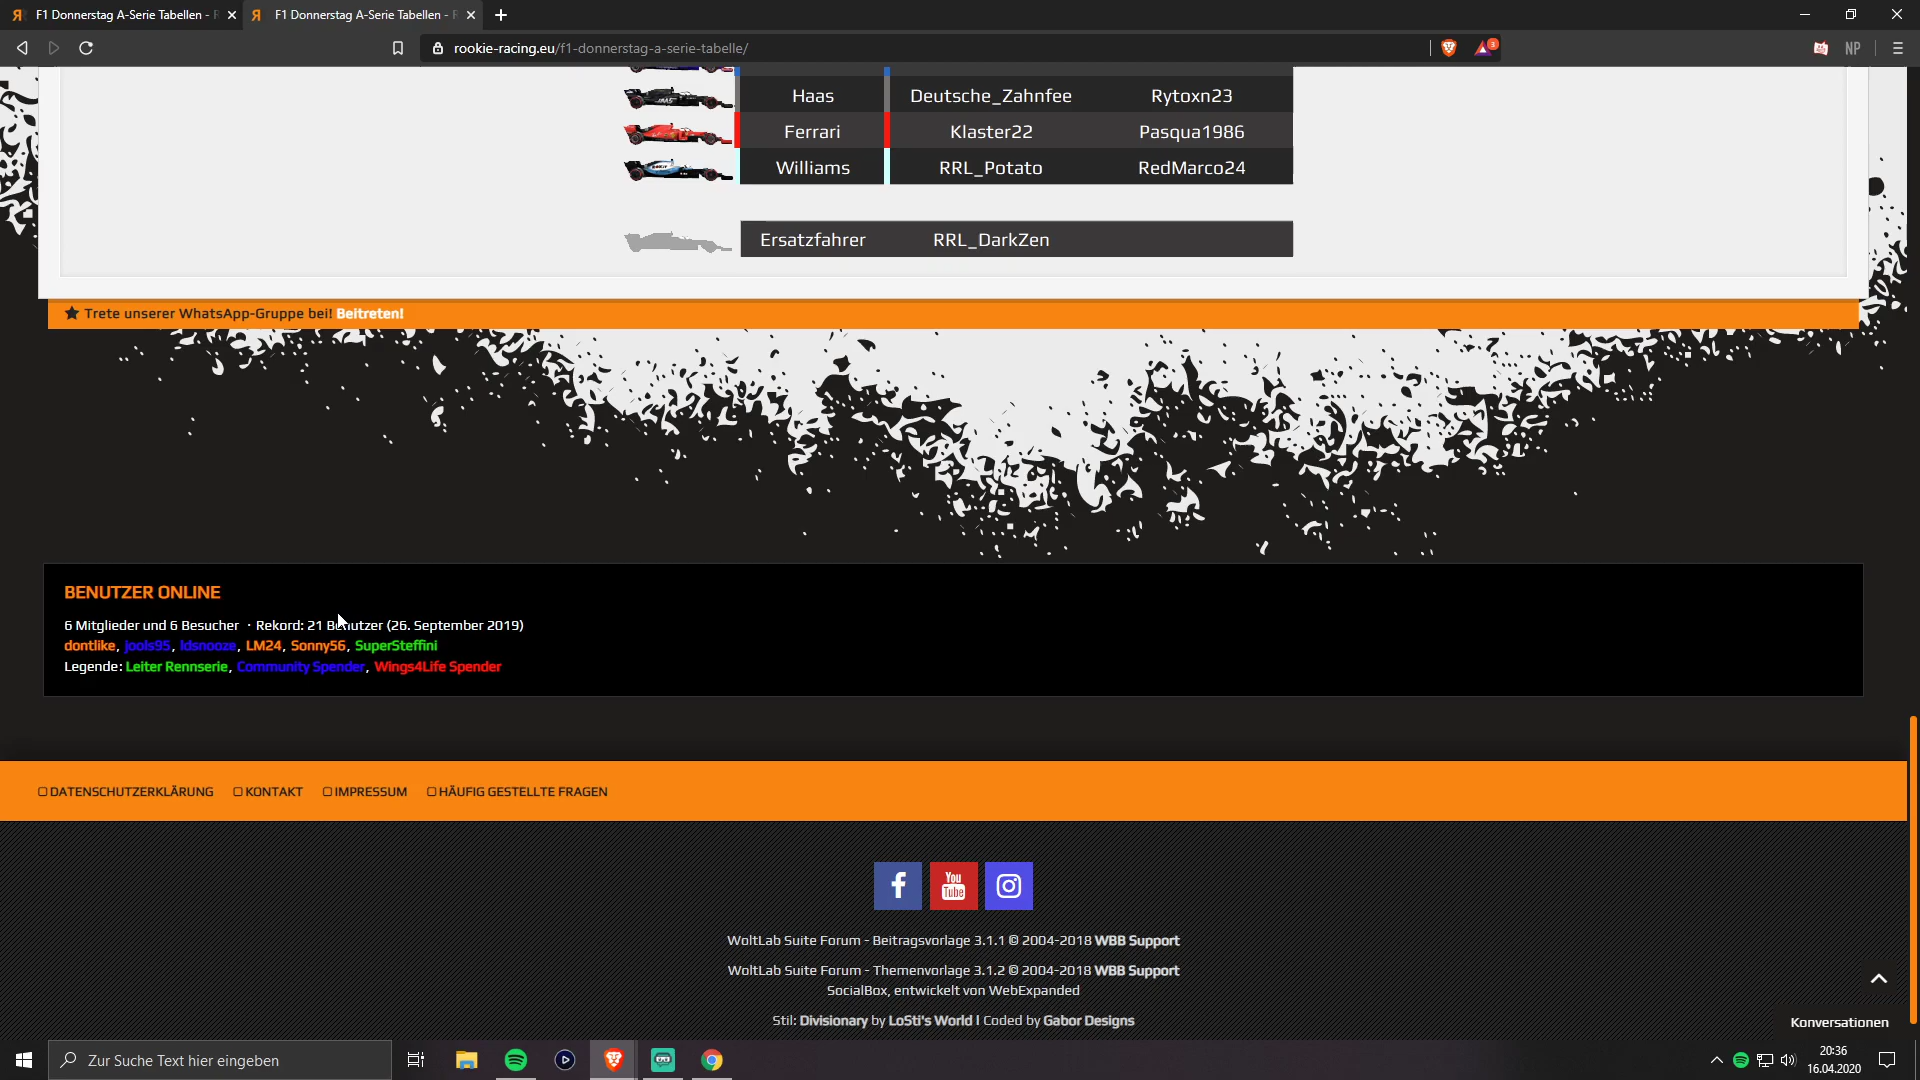 F1 Donnerstag A-Serie Tabellen - F1 Donnerstag A-Serie Tabellen -
rookie-racing.eu/f1-donnerstag-a-serie-tabelle/ 3 NP
Haas Deutsche_Zahnfee Rytoxn23
Ferrari Klaster22 Pasqua1986
Williams RRL_Potato RedMarco24
Ersatzfahrer RRL_DarkZen
Trete unserer WhatsApp-Gruppe bei! Beitreten!
BENUTZER ONLINE
6 Mitglieder und 6 Besucher · Rekord: 21 Benutzer (26. September 2019)
dontlike, jools95, ldsnooze, LM24, Sonny56, SuperSteffini
Legende: Leiter Rennserie, Community Spender, Wings4Life Spender
DATENSCHUTZERKLÄRUNG KONTAKT IMPRESSUM HÄUFIG GESTELLTE FRAGEN
You Tube
WoltLab Suite Forum - Beitragsvorlage 3.1.1 © 2004-2018 WBB Support
WoltLab Suite Forum - Themenvorlage 3.1.2 © 2004-2018 WBB Support
SocialBox, entwickelt von WebExpanded
Stil: Divisionary by LoSti's World | Coded by Gabor Designs
Konversationen
Zur Suche Text hier eingeben
20:36
16.04.2020